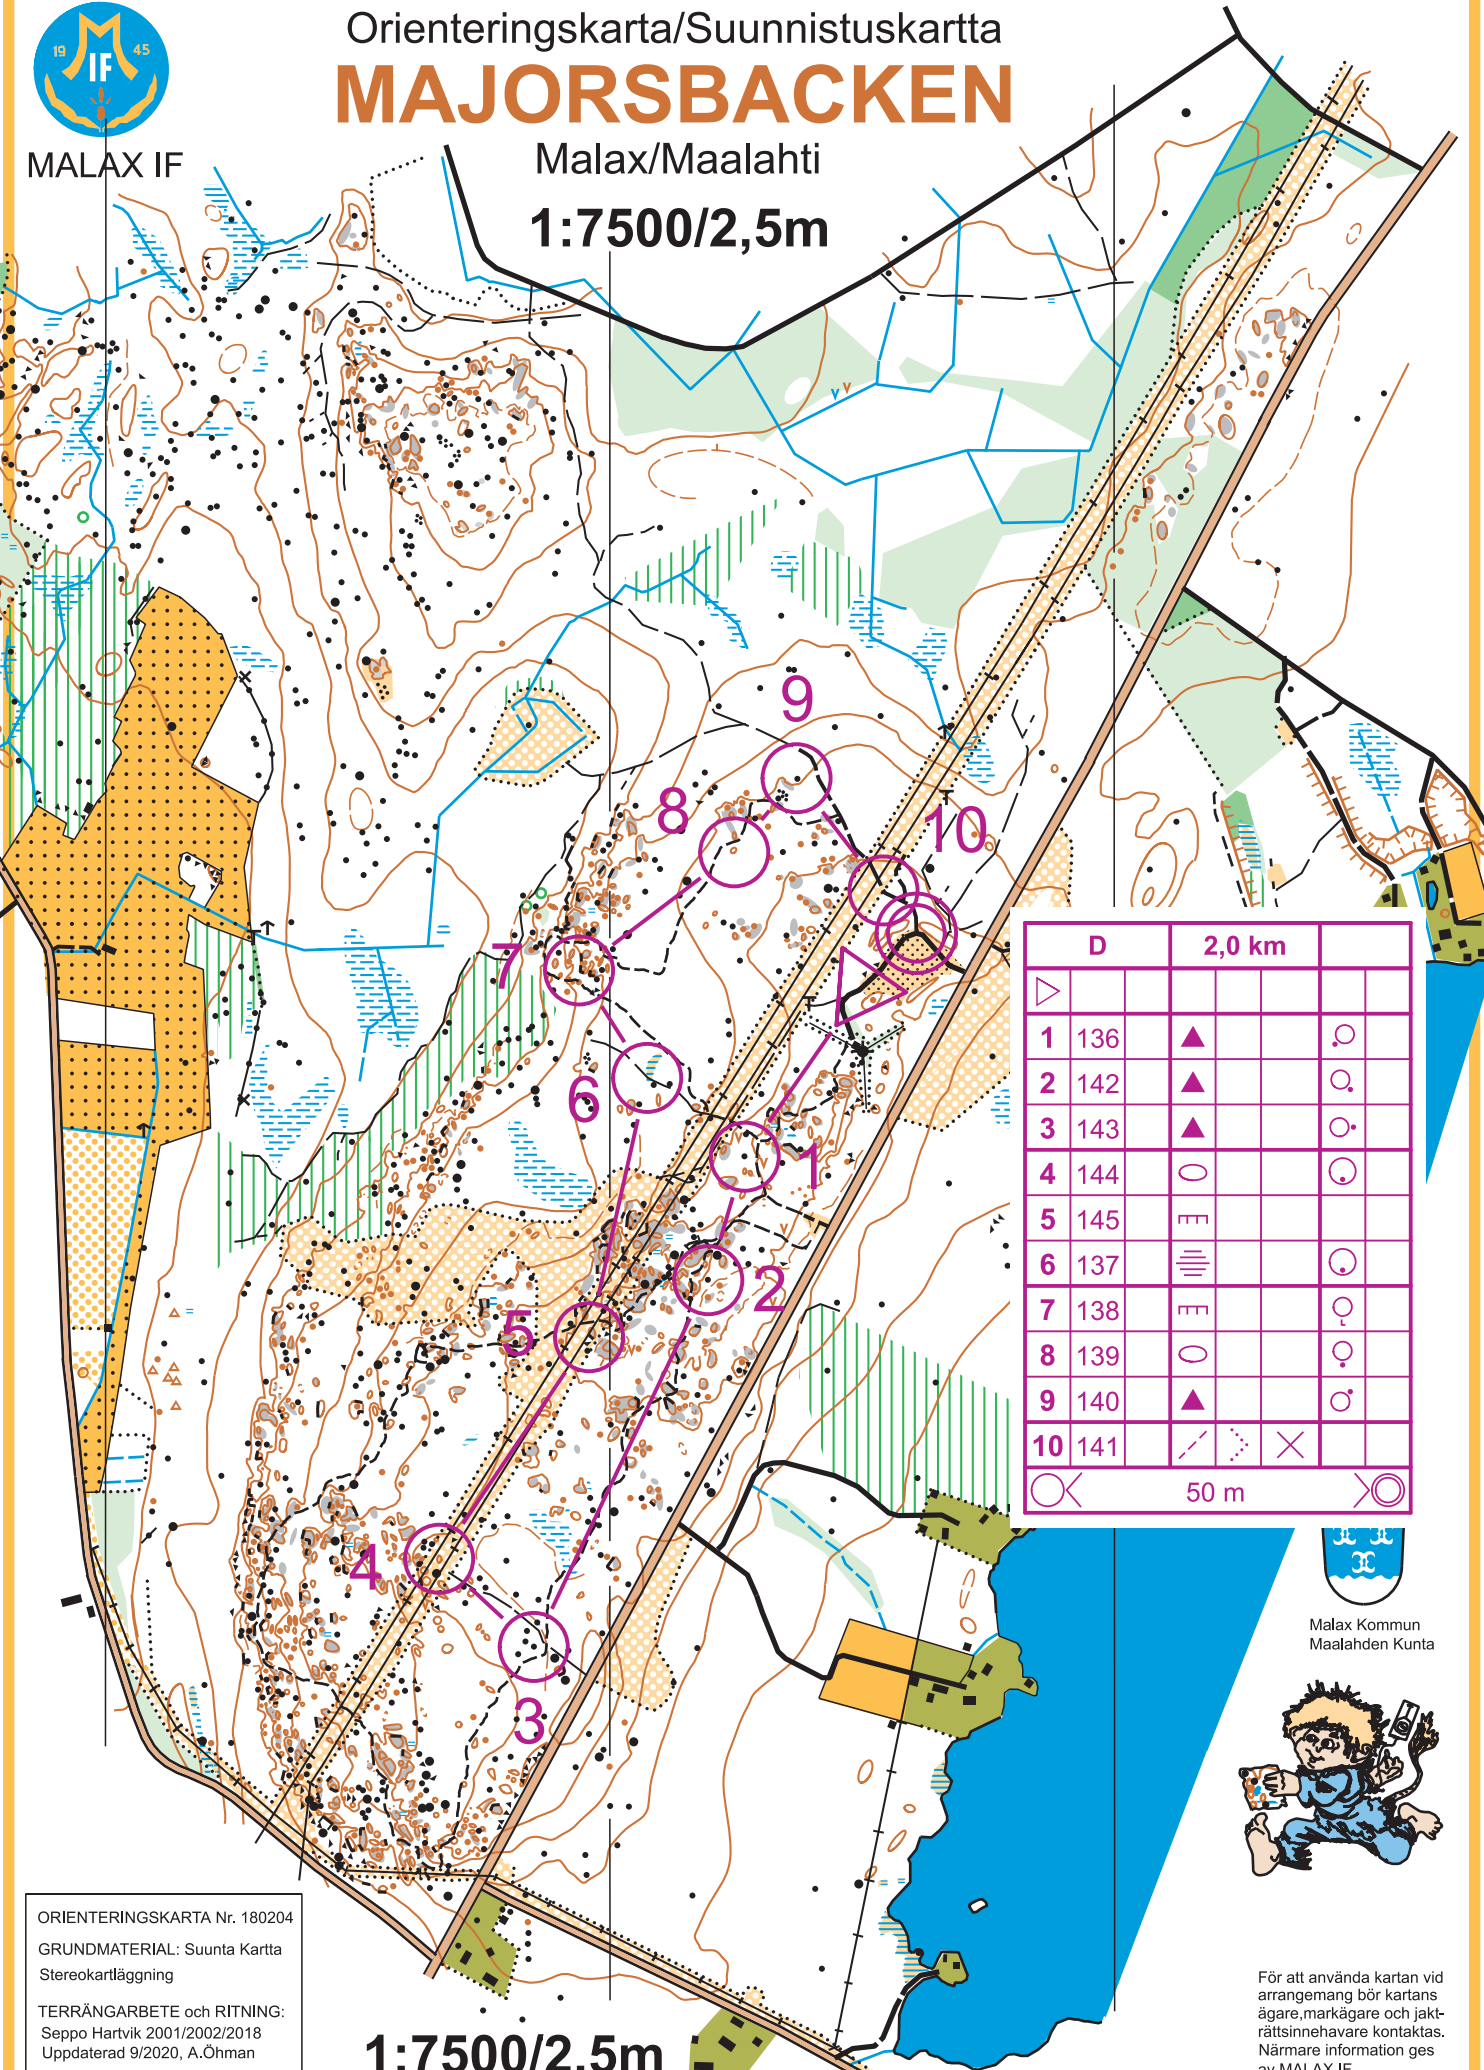 Orienteringskarta/Suunnistuskartta
MAJORSBACKEN
Malax/Maalahti
1:7500/2,5m
19 45
M
IF
MALAX IF
9
8
10
7
6
1
2
5
4
3
D 2,0 km
1 136
2 142
3 143
4 144
5 145
6 137
7 138
8 139
9 140
10 141
50 m
Malax Kommun
Maalahden Kunta
ORIENTERINGSKARTA Nr. 180204
GRUNDMATERIAL: Suunta Kartta
Stereokartläggning
TERRÄNGARBETE och RITNING:
Seppo Hartvik 2001/2002/2018
Uppdaterad 9/2020, A.Öhman
1:7500/2,5m
För att använda kartan vid
arrangemang bör kartans
ägare,markägare och jakt-
rättsinnehavare kontaktas.
Närmare information ges
av MALAX IF